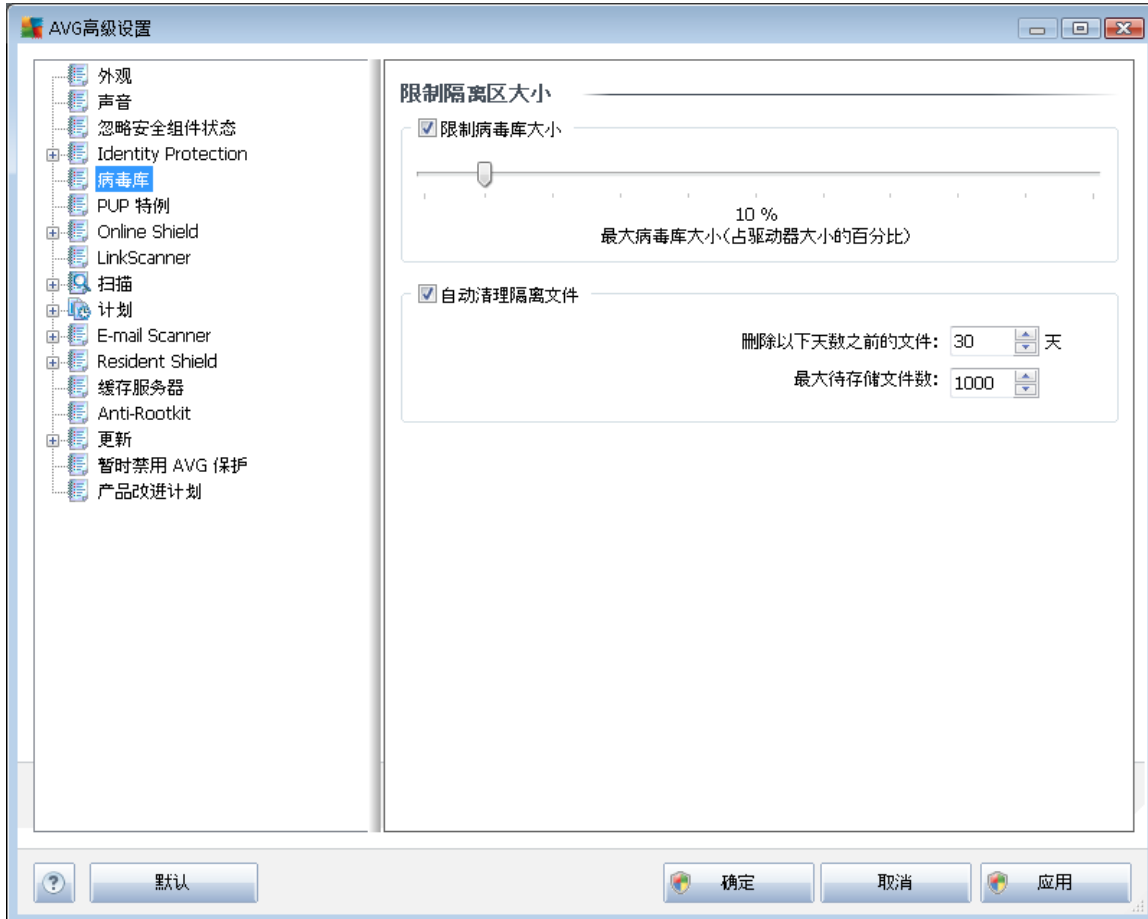 AVG高级设置
外观
声音
忽略安全组件状态
Identity Protection
病毒库
PUP 特例
Online Shield
LinkScanner
扫描
计划
E-mail Scanner
Resident Shield
缓存服务器
Anti-Rootkit
更新
暂时禁用 AVG 保护
产品改进计划
限制隔离区大小
限制病毒库大小
10 %
最大病毒库大小(占驱动器大小的百分比)
自动清理隔离文件
删除以下天数之前的文件: 30 天
最大待存储文件数: 1000
? 默认 确定 取消 应用